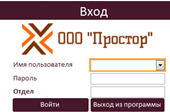 Вход
ООО "Простор"
Имя пользователя
Пароль
Отдел
Войти Выход из программы